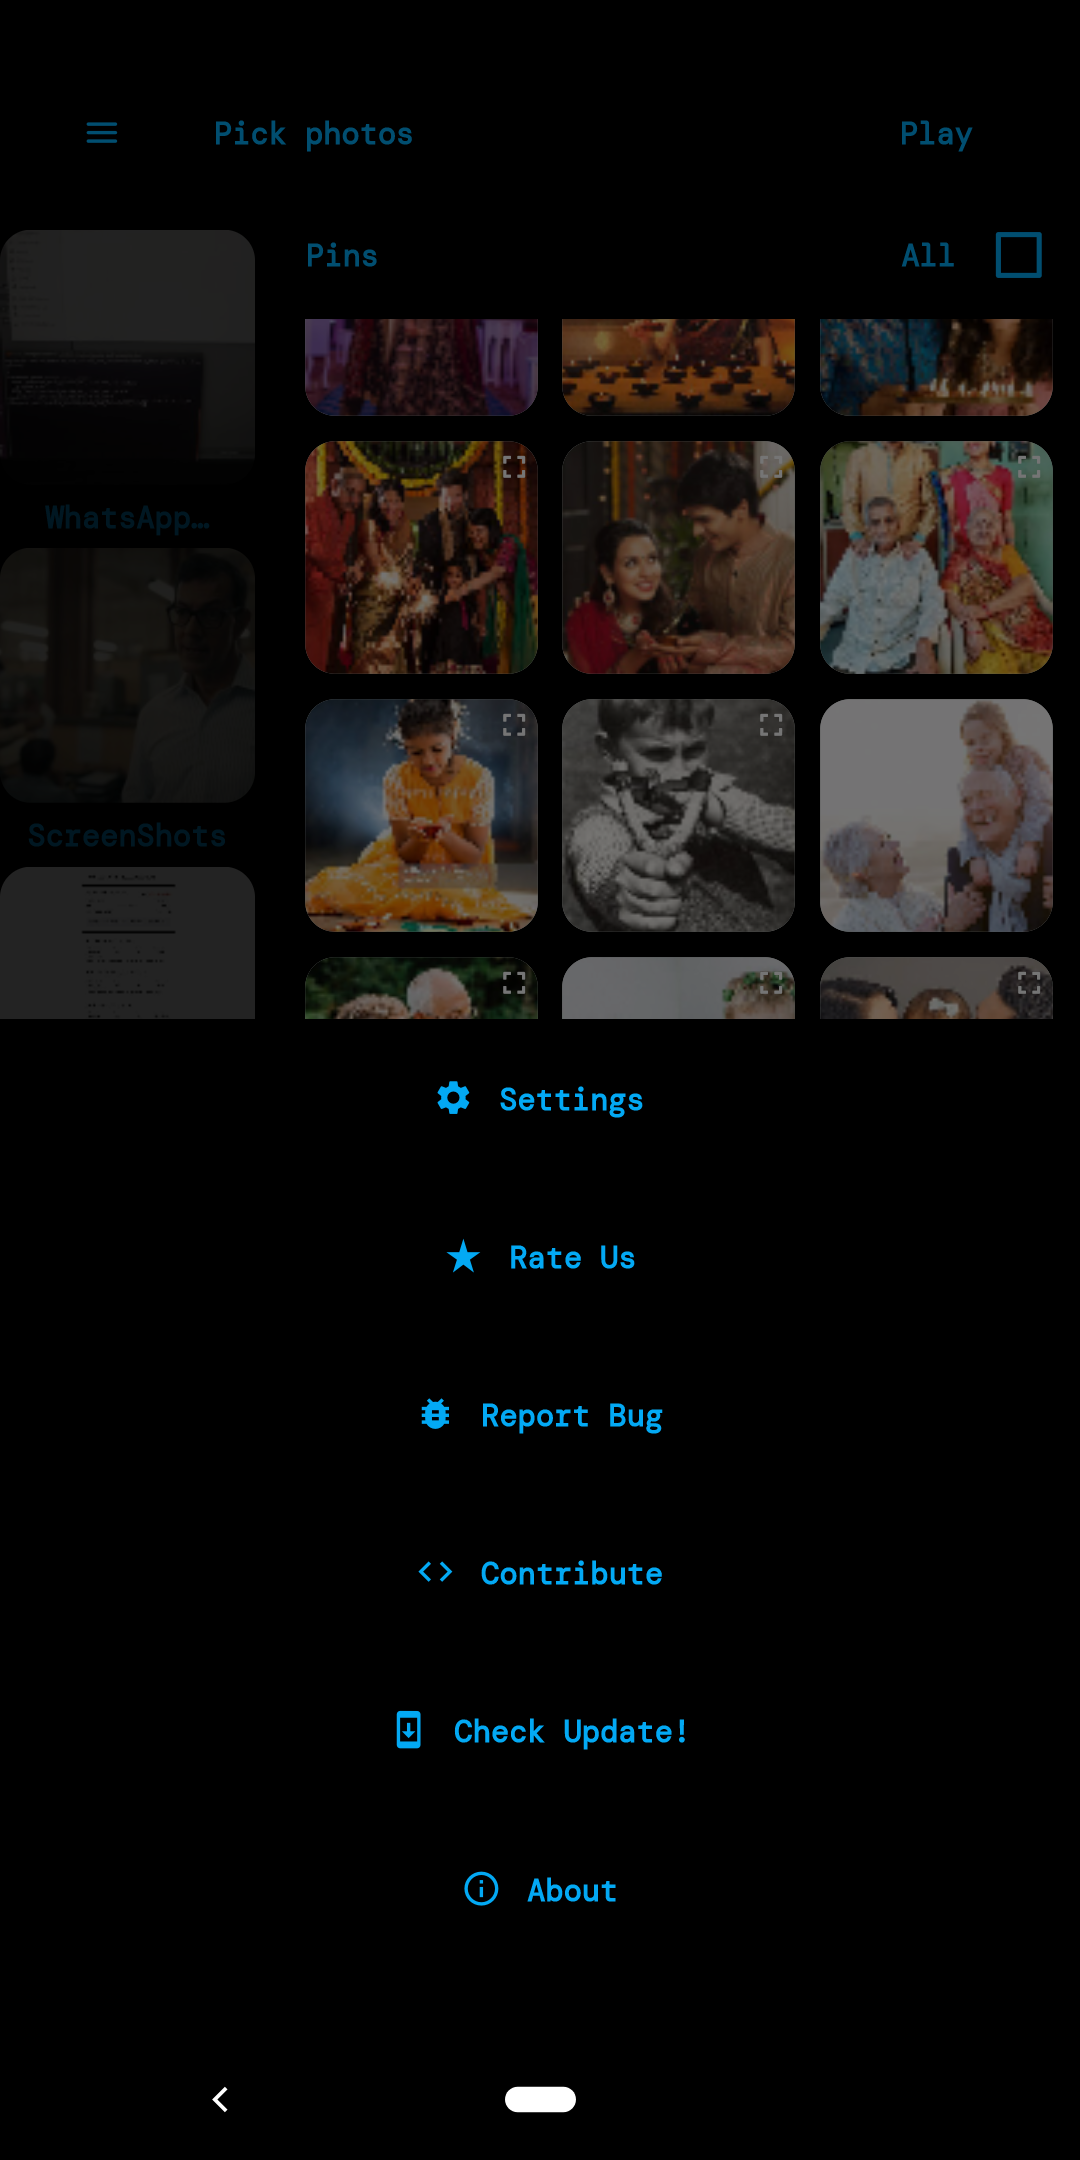 Pick photos
Play
Pins
All
WhatsApp…
ScreenShots
Settings
Rate Us
Report Bug
Contribute
Check Update!
About